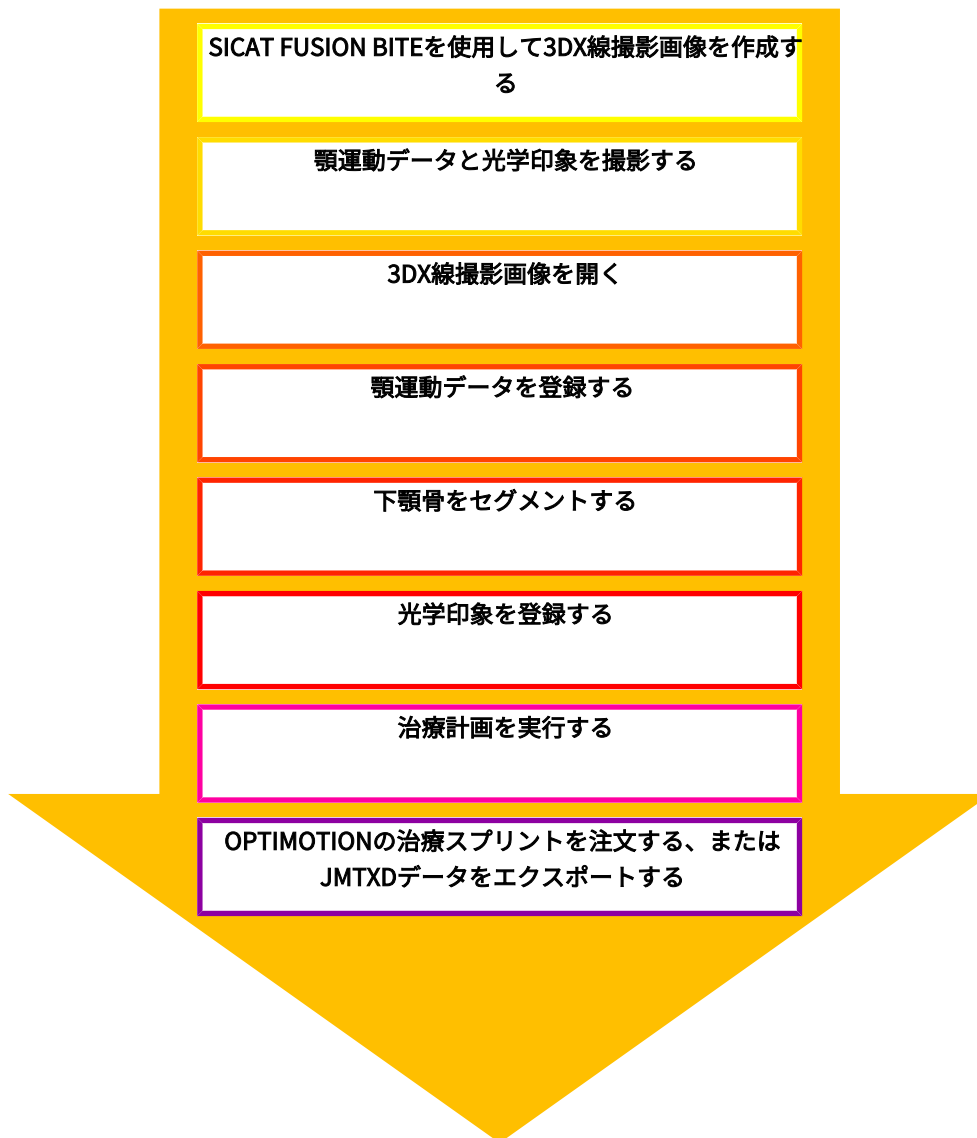 SICAT FUSION BITEを使用して3DX線撮影画像を作成す
る
顎運動データと光学印象を撮影する
3DX線撮影画像を開く
顎運動データを登録する
下顎骨をセグメントする
光学印象を登録する
治療計画を実行する
OPTIMOTIONの治療スプリントを注文する、または
JMTXDデータをエクスポートする